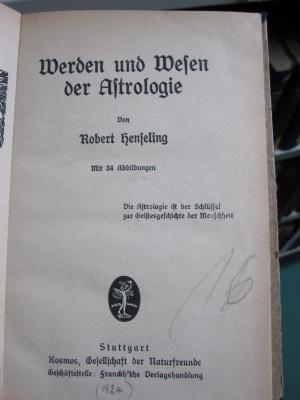 Werden und Wesen
der Astrologie
Von
Robert Henseling
Mit 34 Abbildungen
Die Astrologie ist der Schlüssel
zur Geistesgeschichte der Menschheit
16
Stuttgart
Kosmos, Gesellschaft der Naturfreunde
Geschäftsstelle: Franckh'sche Verlagshandlung
(1924)